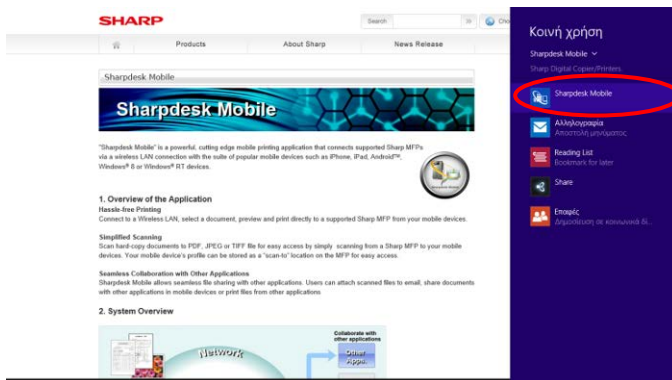 SHARP
Search
Products
About Sharp
News Release
Sharpdesk Mobile
Sharpdesk Mobile
"Sharpdesk Mobile" is a powerful, cutting edge mobile printing application that connects supported Sharp MFPs
via a wireless LAN connection with the suite of popular mobile devices such as iPhone, iPad, Android™,
Windows® 8 or Windows® RT devices.
1. Overview of the Application
Hassle-free Printing
Connect to a Wireless LAN, select a document, preview and print directly to a supported Sharp MFP from your mobile devices.
Simplified Scanning
Scan hard-copy documents to PDF, JPEG or TIFF file for easy access by simply scanning from a Sharp MFP to your mobile
devices. Your mobile device's profile can be stored as a "scan-to" location on the MFP for easy access.
Seamless Collaboration with Other Applications
Sharpdesk Mobile allows seamless file sharing with other applications. Users can attach scanned files to email, share documents
with other applications in mobile devices or print files from other applications
2. System Overview
Network
Collaborate with
other applications
Other
Appli.
Κοινή χρήση
Sharpdesk Mobile
Sharp Digital Copier/Printers
Sharpdesk Mobile
Αλληλογραφία
Αποστολή μηνύματος
Reading List
Bookmark for later
Share
Επαφές
Δημοσίευση σε κοινωνικά δί...